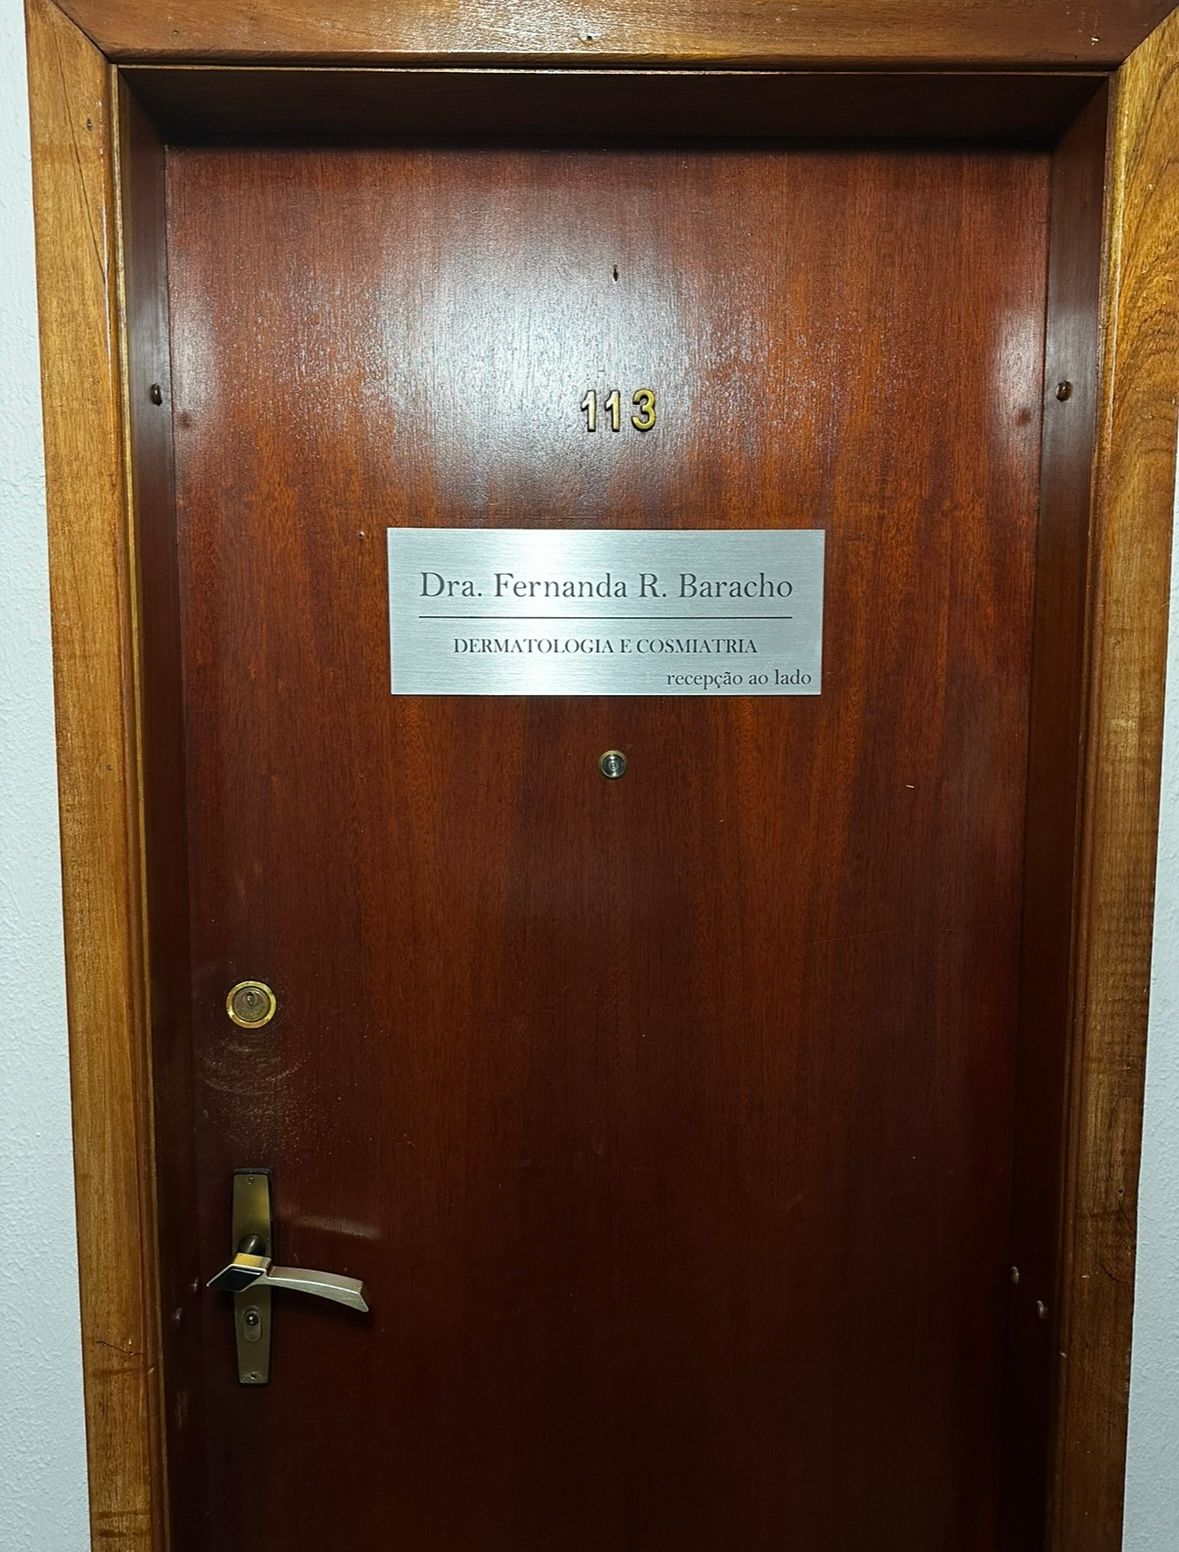 113
Dra. Fernanda R. Baracho
DERMATOLOGIA E COSMIATRIA
recepção ao lado